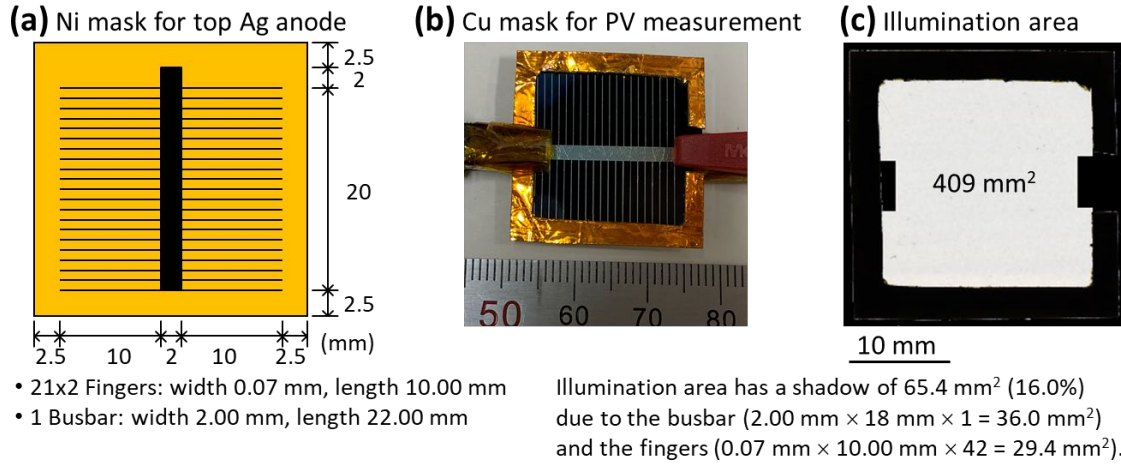 (a) Ni mask for top Ag anode
2.5
2
20
2.5
2.5 10 2 10 2.5 (mm)
• 21x2 Fingers: width 0.07 mm, length 10.00 mm
• 1 Busbar: width 2.00 mm, length 22.00 mm
(b) Cu mask for PV measurement
50 60 70 80
(c) Illumination area
409 mm²
10 mm
Illumination area has a shadow of 65.4 mm² (16.0%)
due to the busbar (2.00 mm × 18 mm × 1 = 36.0 mm²)
and the fingers (0.07 mm × 10.00 mm × 42 = 29.4 mm²).